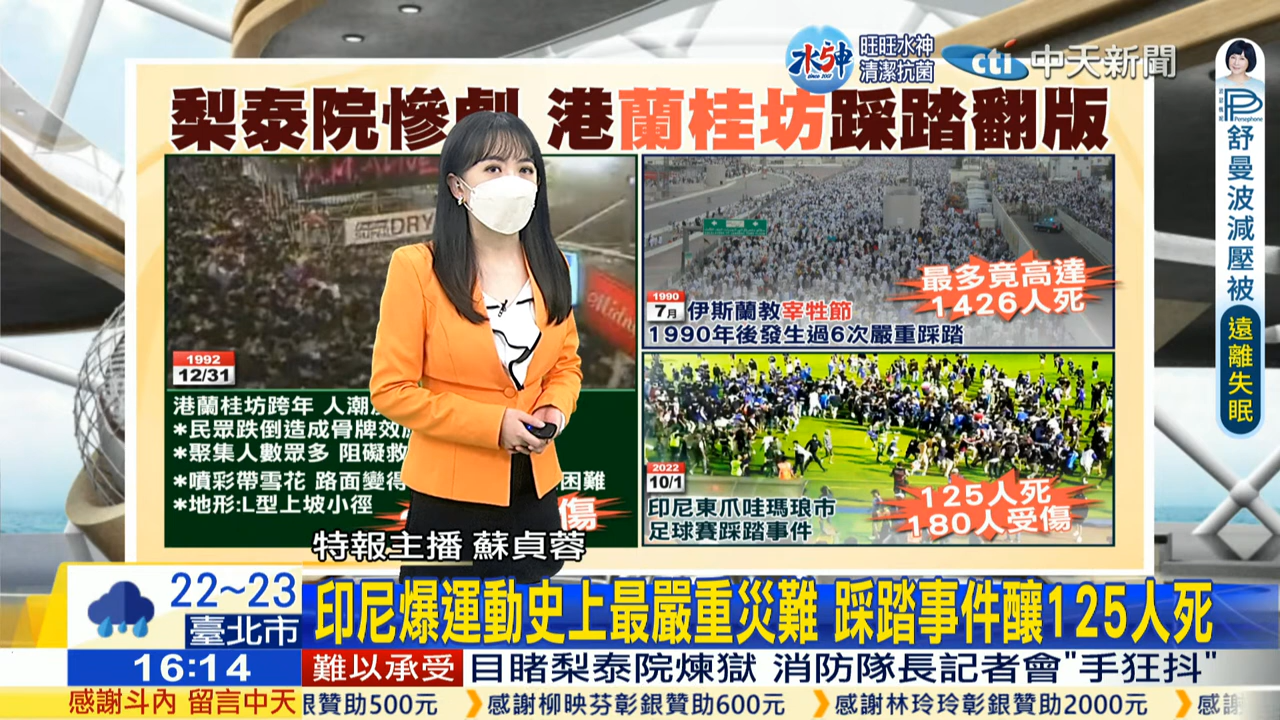 水神
since 2007
旺旺水神
清潔抗菌
cti 中天新聞
梨泰院慘劇 港蘭桂坊踩踏翻版
DRY
1992
12/31
港蘭桂坊跨年 人潮
*民眾跌倒造成骨牌效
*聚集人數眾多 阻礙救
*噴彩帶雪花 路面變得
困難
*地形:L型上坡小徑
傷
1990
7月
伊斯蘭教宰牲節
1990年後發生過6次嚴重踩踏
最多竟高達
1426人死
2022
10/1
印尼東爪哇瑪琅市
足球賽踩踏事件
125人死
180人受傷
Persephone
舒曼波減壓被
遠離失眠
特報主播 蘇貞蓉
22~23
臺北市
16:14
印尼爆運動史上最嚴重災難 踩踏事件釀125人死
難以承受 目睹梨泰院煉獄 消防隊長記者會"手狂抖"
感謝斗內 留言中天
銀贊助500元 感謝柳映芬彰銀贊助600元 感謝林玲玲彰銀贊助2000元 感謝